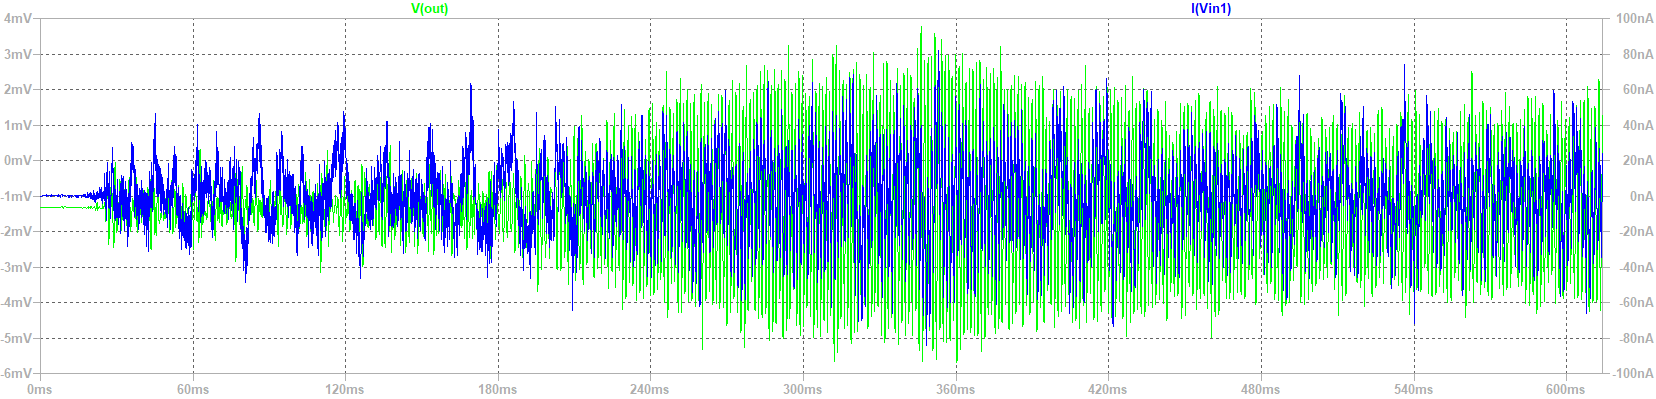 V(out) I(Vin1)
4mV 100nA
3mV 80nA
2mV 60nA
1mV 40nA
0mV 20nA
-1mV 0nA
-2mV -20nA
-3mV -40nA
-4mV -60nA
-5mV -80nA
-6mV -100nA
0ms 60ms 120ms 180ms 240ms 300ms 360ms 420ms 480ms 540ms 600ms